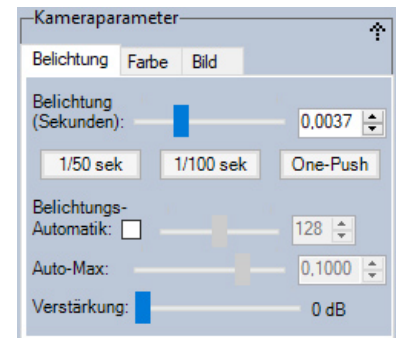 Kameraparameter
Belichtung Farbe Bild
Belichtung
(Sekunden): 0,0037
1/50 sek 1/100 sek One-Push
Belichtungs-
Automatik: 128
Auto-Max: 0,1000
Verstärkung: 0 dB